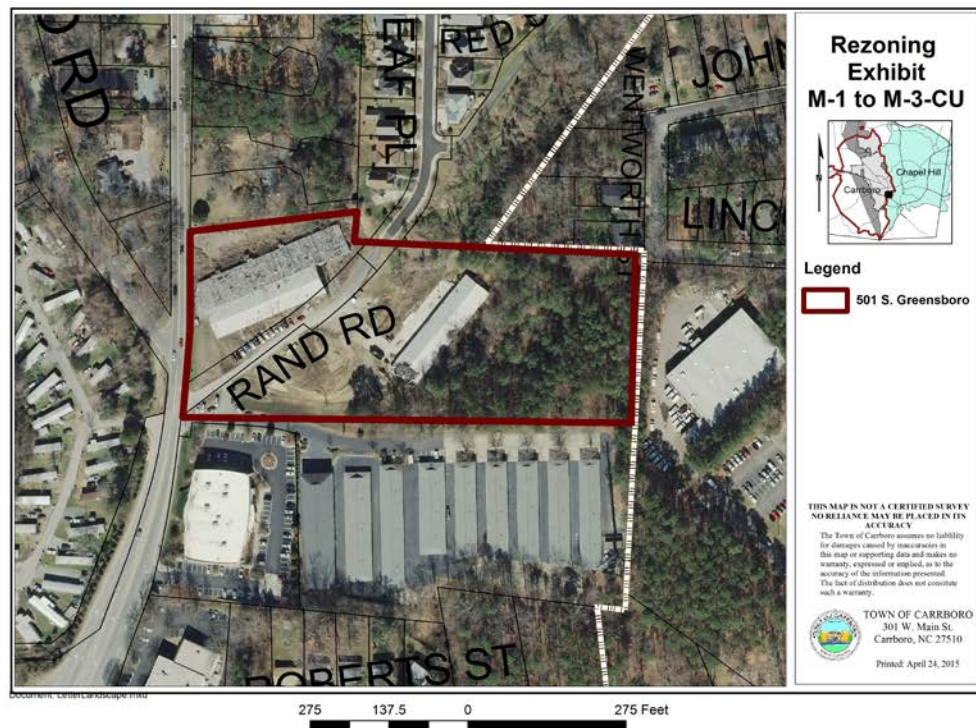 Rezoning
Exhibit
M-1 to M-3-CU
Chapel Hill
Carrboro
N
Legend
501 S. Greensboro
THIS MAP IS NOT A CERTIFIED SURVEY
NO RELIANCE MAY BE PLACED IN ITS
ACCURACY
The Town of Carrboro assumes no liability
for damages caused by inaccuracies in
this map or supporting data and makes no
warranty, expressed or implied, as to the
accuracy of the information presented.
The fact of distribution does not constitute
such a warranty.
TOWN OF CARRBORO
301 W. Main St.
Carrboro, NC 27510
Printed: April 24, 2015
D RD
EAF PL
RED
WENTWORTH
JOHN
LINC
RAND RD
ROBERTS ST
Document: LetterLandscape.mxd
275 137.5 0 275 Feet